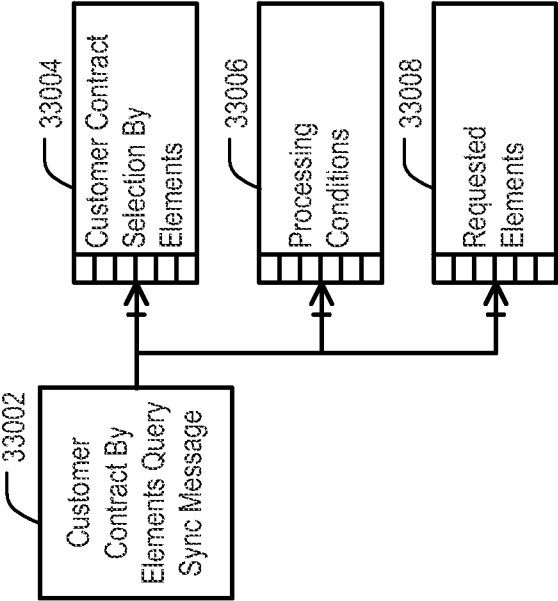 33002
Customer
Contract By
Elements Query
Sync Message
33004
Customer Contract
Selection By
Elements
33006
Processing
Conditions
33008
Requested
Elements